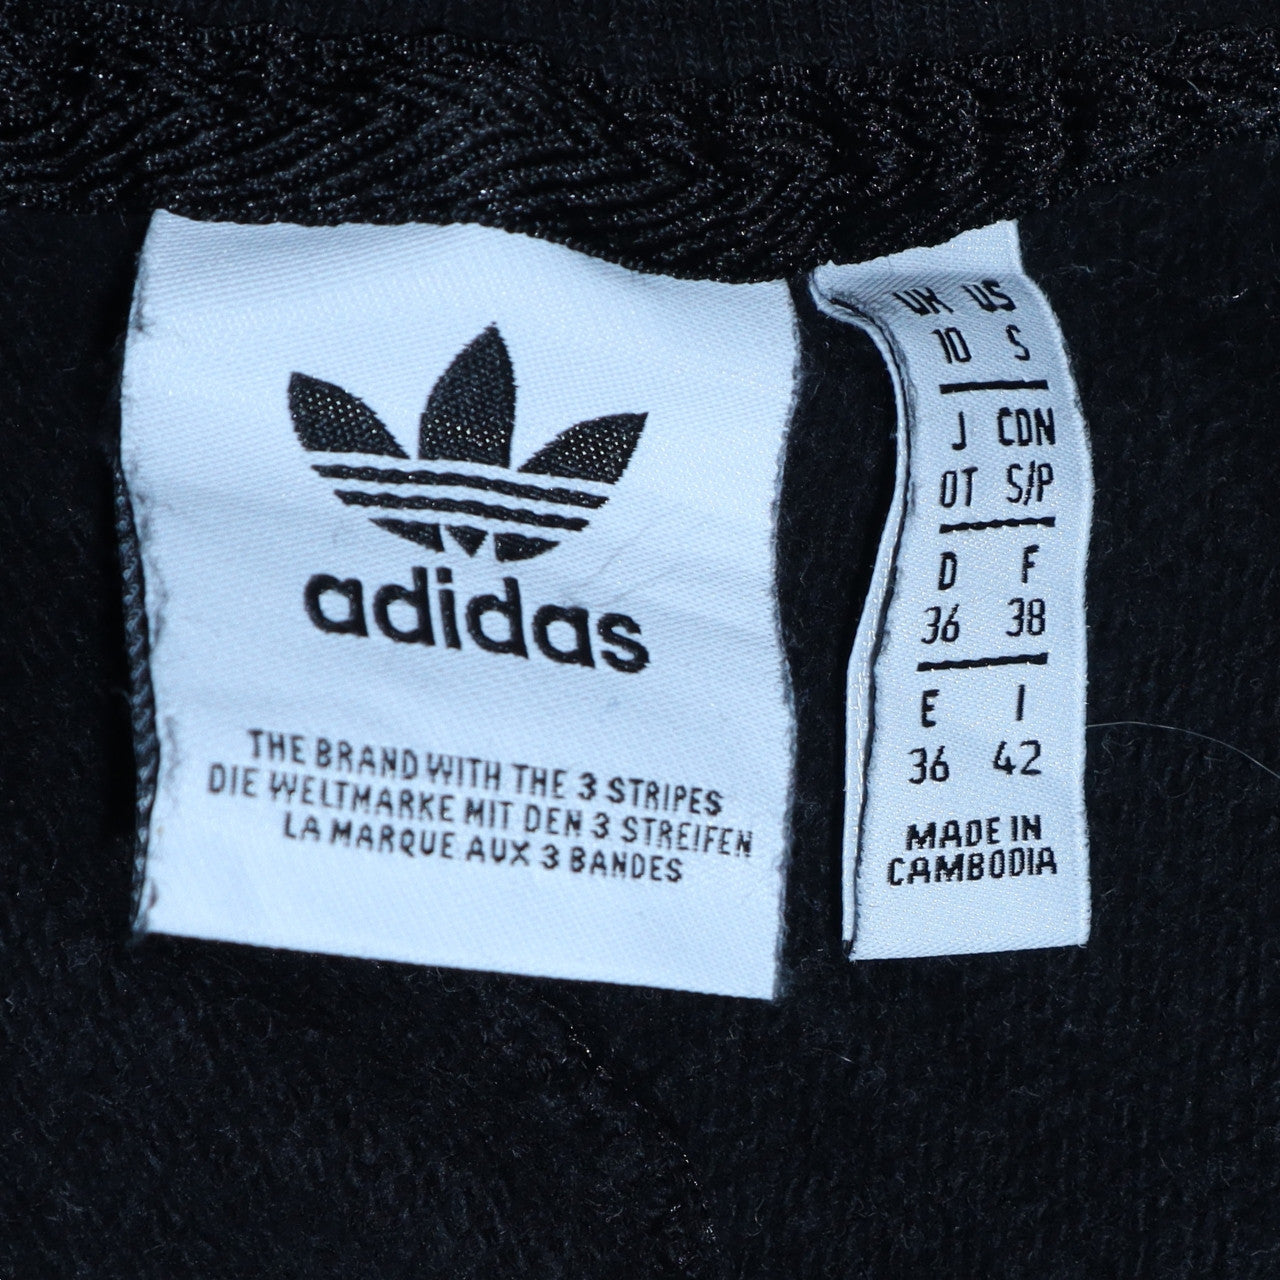 adidas
THE BRAND WITH THE 3 STRIPES
DIE WELTMARKE MIT DEN 3 STREIFEN
LA MARQUE AUX 3 BANDES
UK US
10 S
J CDN
OT S/P
D F
36 38
E I
36 42
MADE IN
CAMBODIA